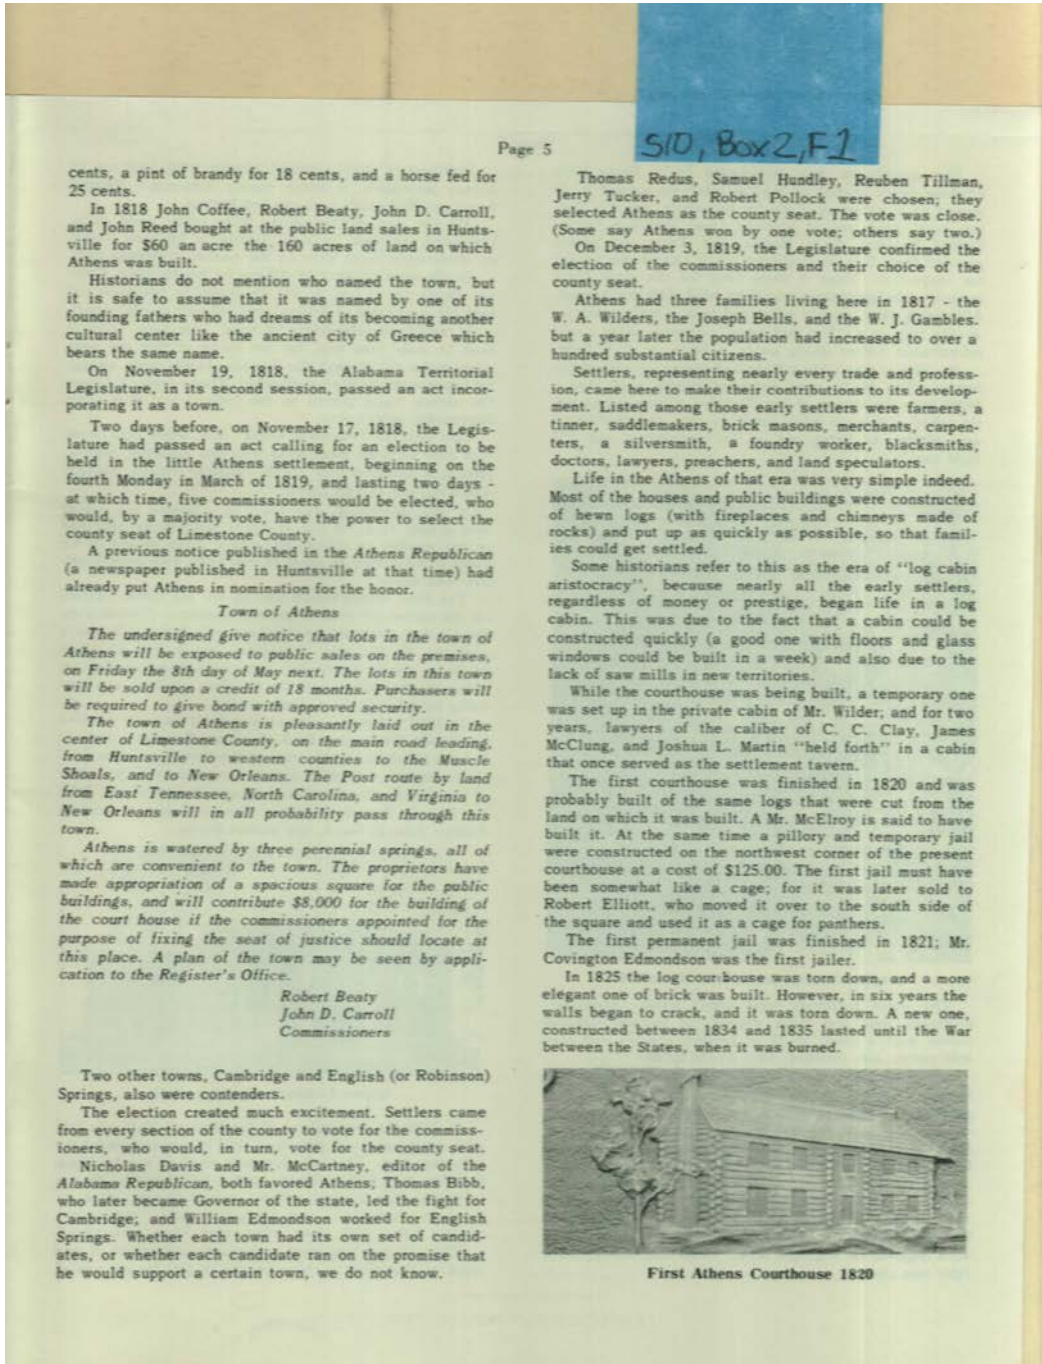 S10, Box 2, F1
Page 5
cents, a pint of brandy for 18 cents, and a horse fed for
25 cents.
In 1818 John Coffee, Robert Beaty, John D. Carroll,
and John Reed bought at the public land sales in Hunts-
ville for $60 an acre the 160 acres of land on which
Athens was built.
Historians do not mention who named the town, but
it is safe to assume that it was named by one of its
founding fathers who had dreams of its becoming another
cultural center like the ancient city of Greece which
bears the same name.
On November 19, 1818, the Alabama Territorial
Legislature, in its second session, passed an act incor-
porating it as a town.
Two days before, on November 17, 1818, the Legis-
lature had passed an act calling for an election to be
held in the little Athens settlement, beginning on the
fourth Monday in March of 1819, and lasting two days -
at which time, five commissioners would be elected, who
would, by a majority vote, have the power to select the
county seat of Limestone County.
A previous notice published in the Athens Republican
(a newspaper published in Huntsville at that time) had
already put Athens in nomination for the honor.
Town of Athens
The undersigned give notice that lots in the town of
Athens will be exposed to public sales on the premises,
on Friday the 8th day of May next. The lots in this town
will be sold upon a credit of 18 months. Purchasers will
be required to give bond with approved security.
The town of Athens is pleasantly laid out in the
center of Limestone County, on the main road leading,
from Huntsville to western counties to the Muscle
Shoals, and to New Orleans. The Post route by land
from East Tennessee, North Carolina, and Virginia to
New Orleans will in all probability pass through this
town.
Athens is watered by three perennial springs, all of
which are convenient to the town. The proprietors have
made appropriation of a spacious square for the public
buildings, and will contribute $8,000 for the building of
the court house if the commissioners appointed for the
purpose of fixing the seat of justice should locate at
this place. A plan of the town may be seen by appli-
cation to the Register's Office.
Robert Beaty
John D. Carroll
Commissioners
Two other towns, Cambridge and English (or Robinson)
Springs, also were contenders.
The election created much excitement. Settlers came
from every section of the county to vote for the commiss-
ioners, who would, in turn, vote for the county seat.
Nicholas Davis and Mr. McCartney, editor of the
Alabama Republican, both favored Athens; Thomas Bibb,
who later became Governor of the state, led the fight for
Cambridge; and William Edmondson worked for English
Springs. Whether each town had its own set of candid-
ates, or whether each candidate ran on the promise that
he would support a certain town, we do not know.
Thomas Redus, Samuel Hundley, Reuben Tillman,
Jerry Tucker, and Robert Pollock were chosen; they
selected Athens as the county seat. The vote was close.
(Some say Athens won by one vote; others say two.)
On December 3, 1819, the Legislature confirmed the
election of the commissioners and their choice of the
county seat.
Athens had three families living here in 1817 - the
W. A. Wilders, the Joseph Bells, and the W. J. Gambles.
but a year later the population had increased to over a
hundred substantial citizens.
Settlers, representing nearly every trade and profess-
ion, came here to make their contributions to its develop-
ment. Listed among those early settlers were farmers, a
tinner, saddlemakers, brick masons, merchants, carpen-
ters, a silversmith, a foundry worker, blacksmiths,
doctors, lawyers, preachers, and land speculators.
Life in the Athens of that era was very simple indeed.
Most of the houses and public buildings were constructed
of hewn logs (with fireplaces and chimneys made of
rocks) and put up as quickly as possible, so that famil-
ies could get settled.
Some historians refer to this as the era of "log cabin
aristocracy", because nearly all the early settlers,
regardless of money or prestige, began life in a log
cabin. This was due to the fact that a cabin could be
constructed quickly (a good one with floors and glass
windows could be built in a week) and also due to the
lack of saw mills in new territories.
While the courthouse was being built, a temporary one
was set up in the private cabin of Mr. Wilder; and for two
years, lawyers of the caliber of C. C. Clay, James
McClung, and Joshua L. Martin "held forth" in a cabin
that once served as the settlement tavern.
The first courthouse was finished in 1820 and was
probably built of the same logs that were cut from the
land on which it was built. A Mr. McElroy is said to have
built it. At the same time a pillory and temporary jail
were constructed on the northwest corner of the present
courthouse at a cost of $125.00. The first jail must have
been somewhat like a cage; for it was later sold to
Robert Elliott, who moved it over to the south side of
the square and used it as a cage for panthers.
The first permanent jail was finished in 1821; Mr.
Covington Edmondson was the first jailer.
In 1825 the log courthouse was torn down, and a more
elegant one of brick was built. However, in six years the
walls began to crack, and it was torn down. A new one,
constructed between 1834 and 1835 lasted until the War
between the States, when it was burned.
First Athens Courthouse 1820